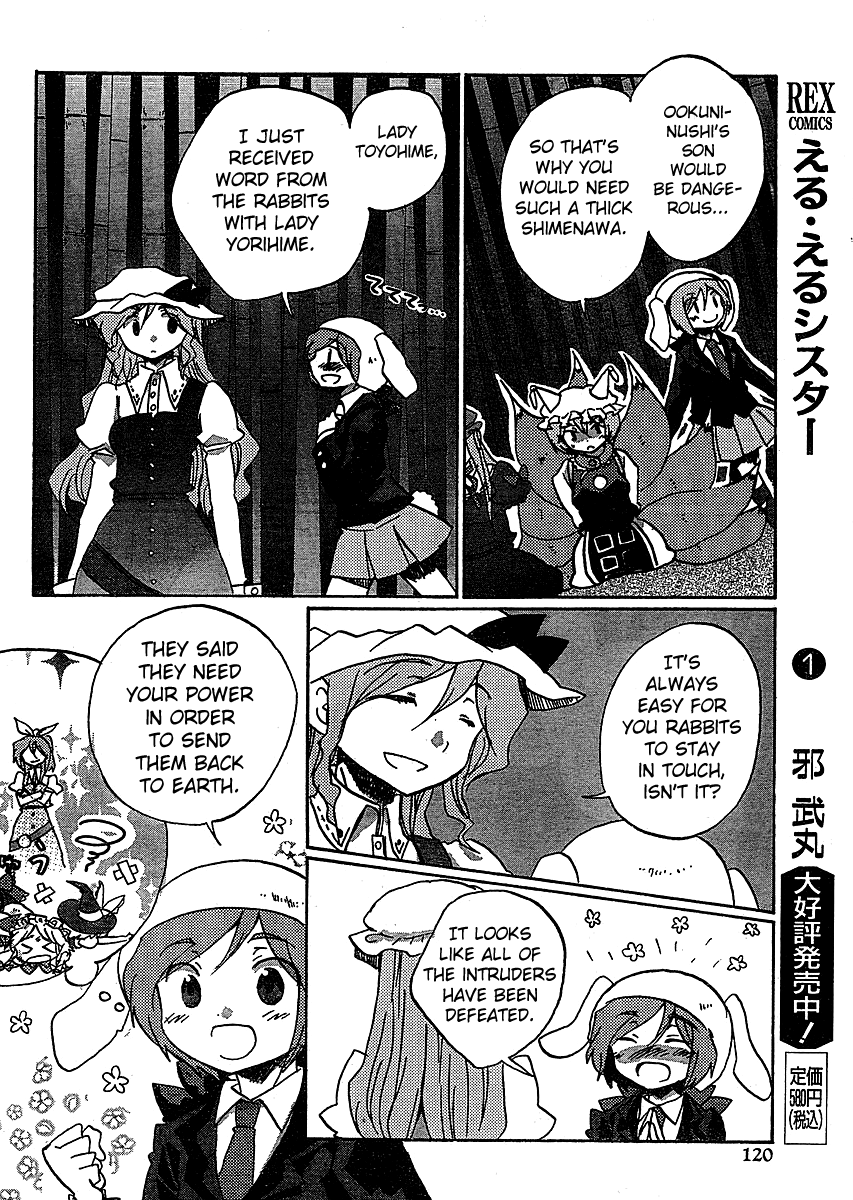 OOKUNI-
NUSHI'S
SON
WOULD
BE DANGE-
ROUS...
SO THAT'S
WHY YOU
WOULD NEED
SUCH A THICK
SHIMENAWA.
LADY
TOYOHIME,
I JUST
RECEIVED
WORD FROM
THE RABBITS
WITH LADY
YORIHIME.
てててて…
IT'S
ALWAYS
EASY FOR
YOU RABBITS
TO STAY
IN TOUCH,
ISN'T IT?
THEY SAID
THEY NEED
YOUR POWER
IN ORDER
TO SEND
THEM BACK
TO EARTH.
IT LOOKS
LIKE ALL OF
THE INTRUDERS
HAVE BEEN
DEFEATED.
120
REX
COMICS
える・えるシスター
1
邪 武丸
大好評発売中!
定価
580円
(税込)